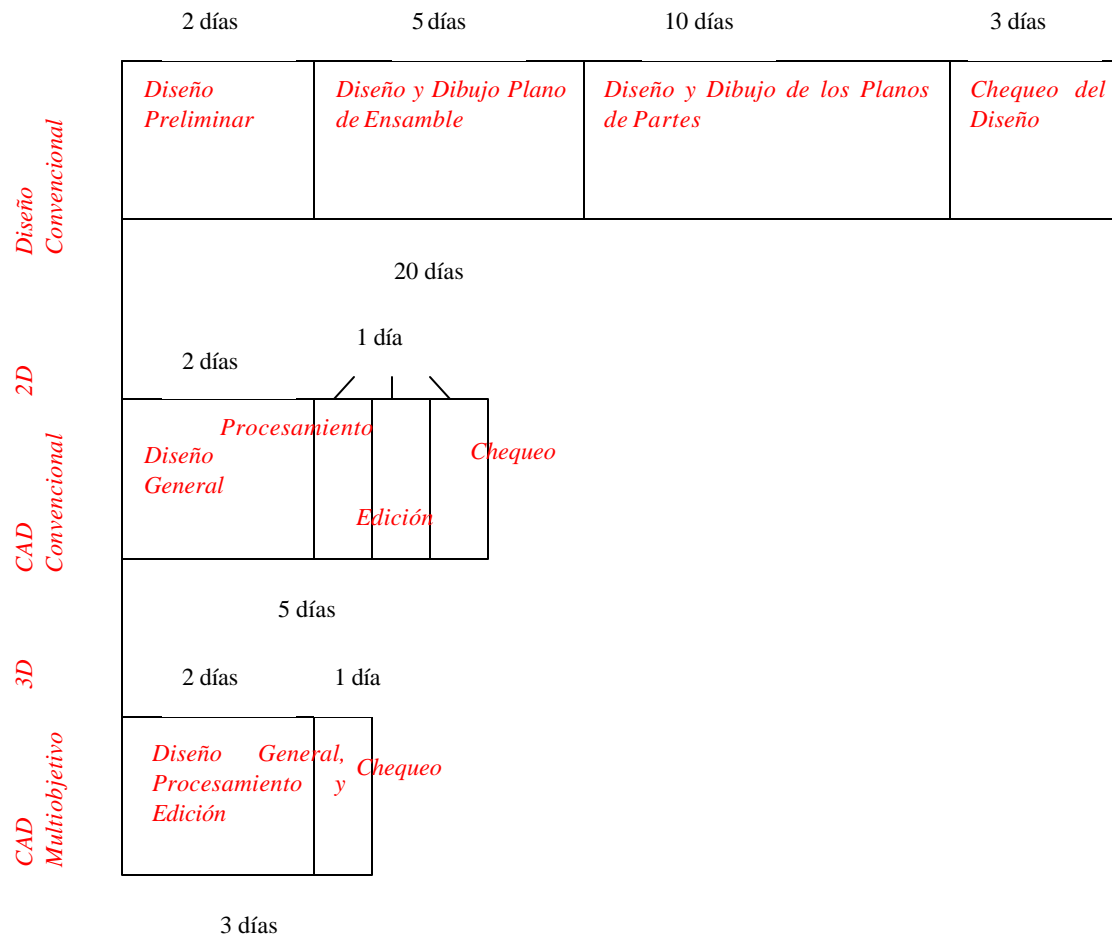 2 días 5 días 10 días 3 días
Diseño
Convencional
Diseño
Preliminar
Diseño y Dibujo Plano
de Ensamble
Diseño y Dibujo de los Planos
de Partes
Chequeo del
Diseño
20 días
1 día
2 días
CAD 2D
Convencional
Procesamiento
Diseño
General
Chequeo
Edición
5 días
2 días 1 día
CAD 3D
Multiobjetivo
Diseño General,
Procesamiento y
Edición
Chequeo
3 días